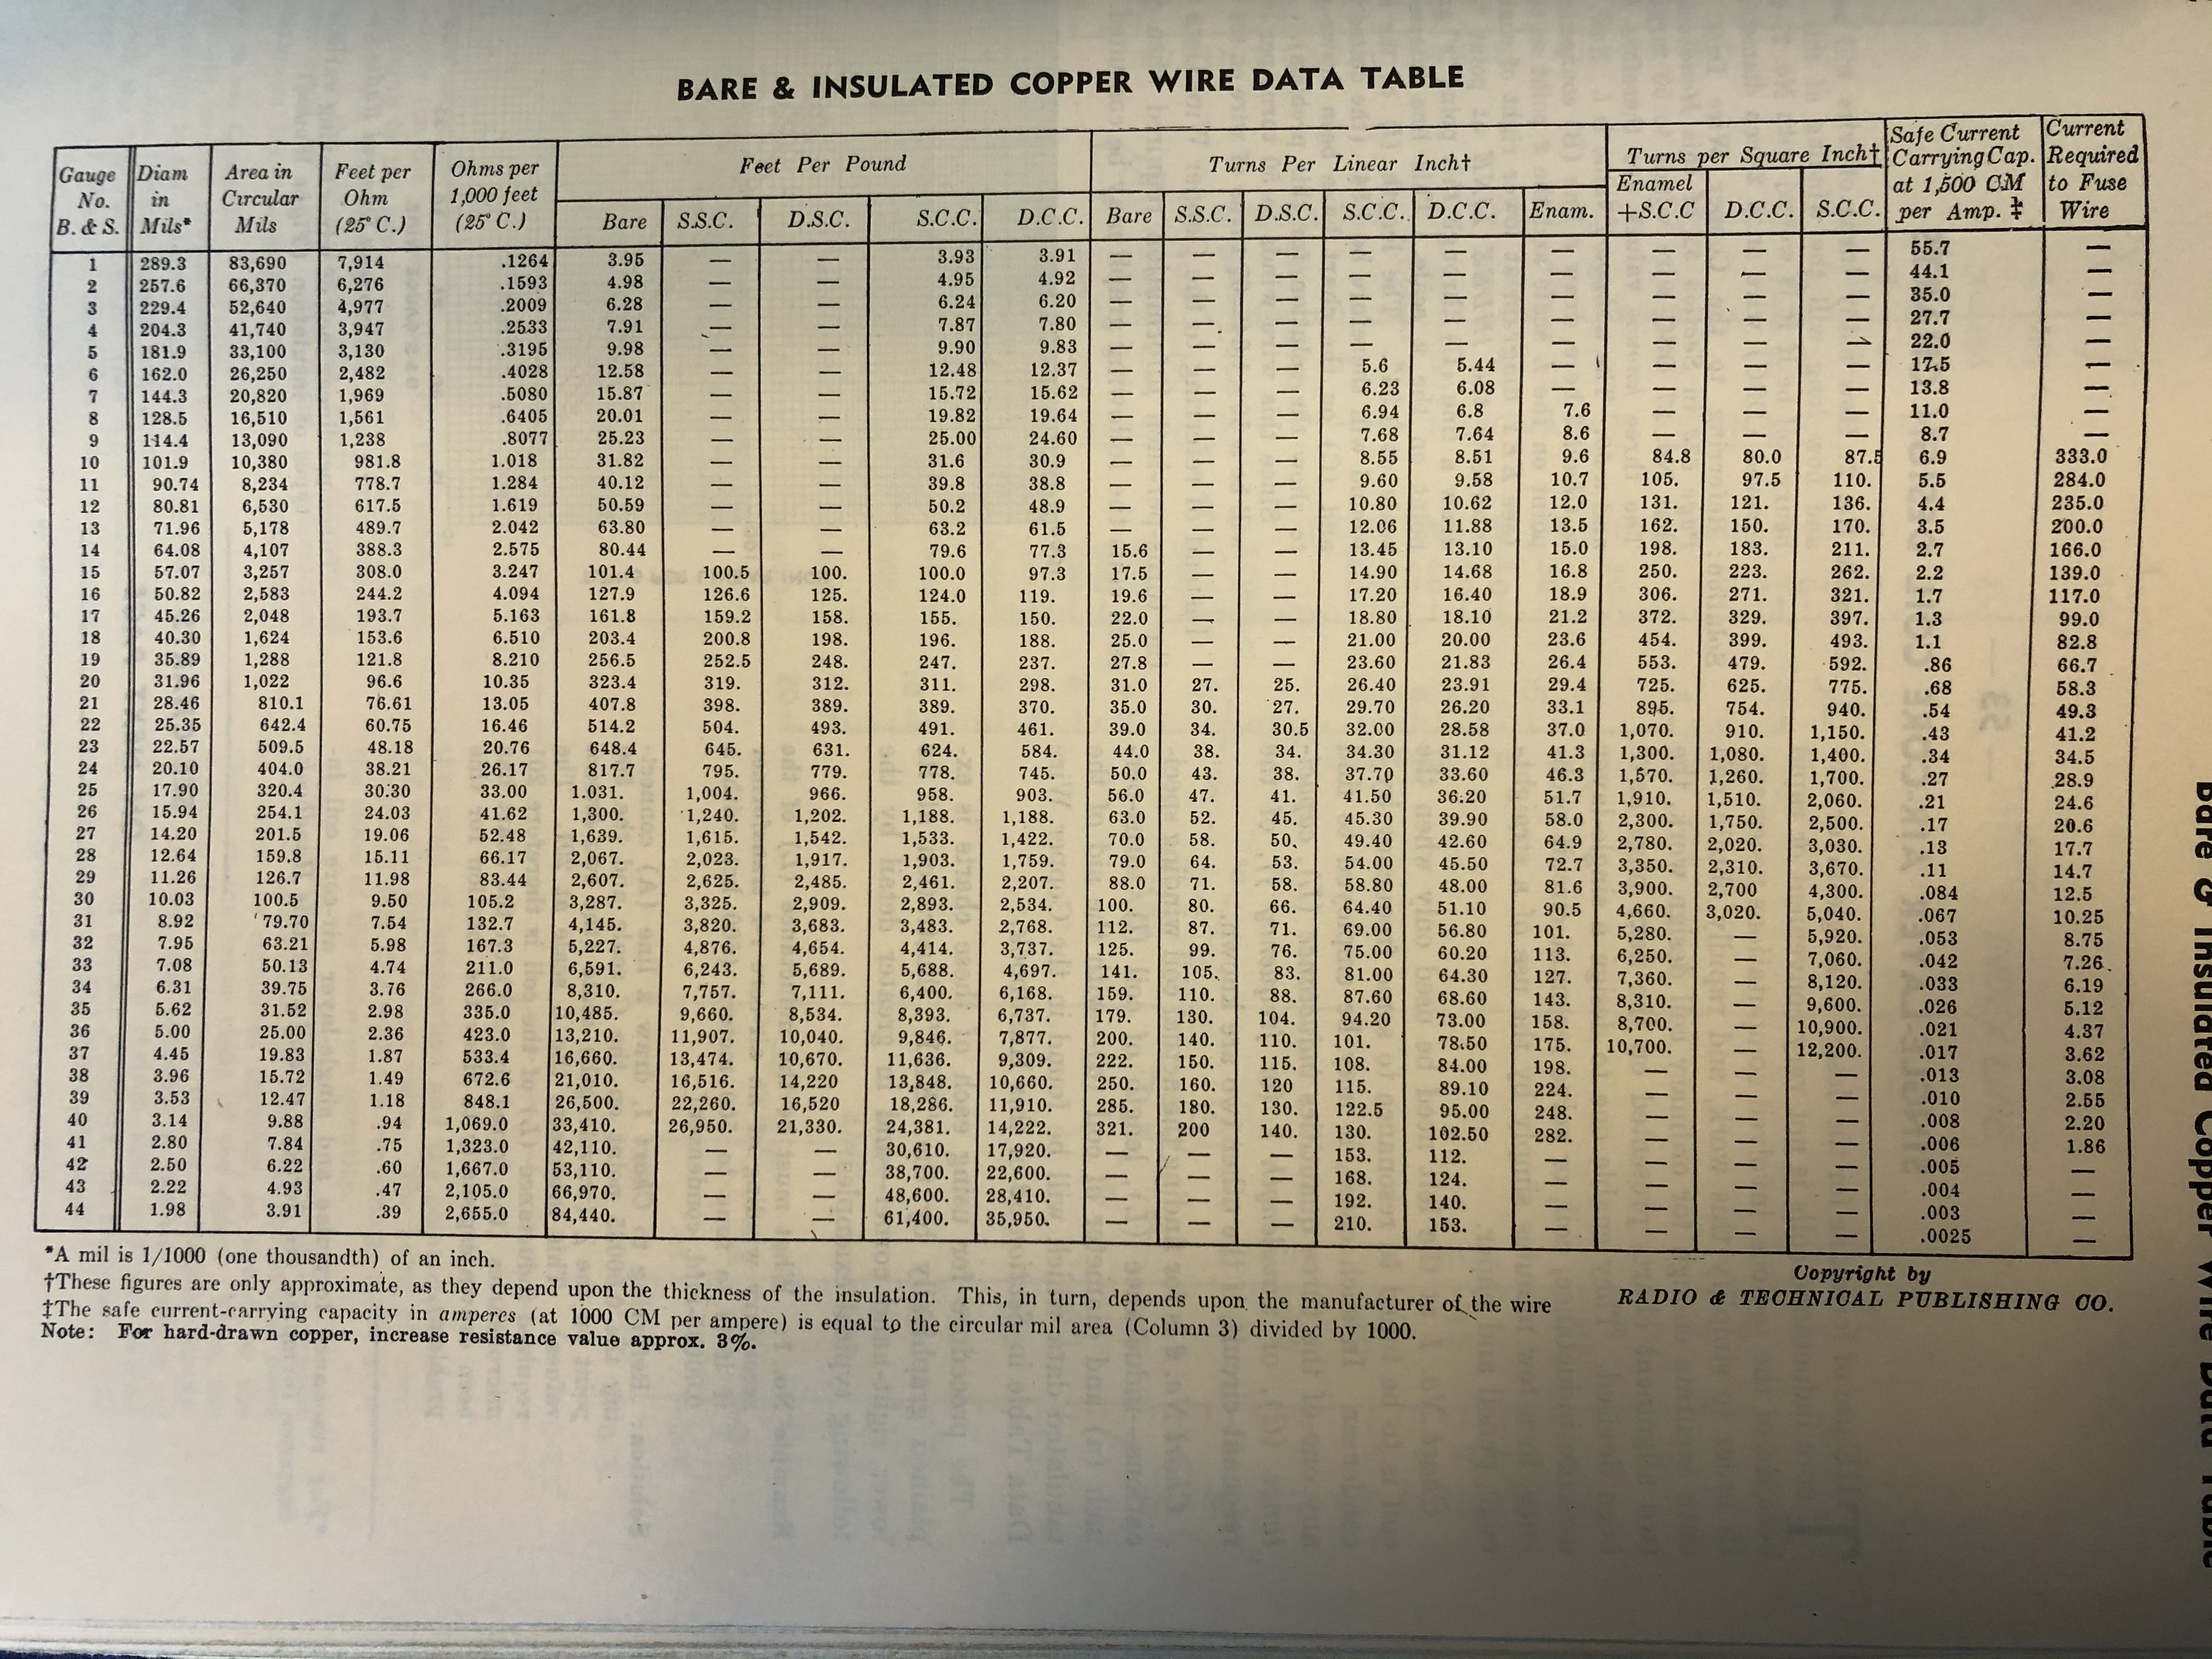 BARE & INSULATED COPPER WIRE DATA TABLE
Gauge No. B. & S. Diam in Mils* Area in Circular Mils Feet per Ohm (25° C.) Ohms per 1,000 feet (25° C.) Feet Per Pound Turns Per Linear Inch† Turns per Square Inch† Safe Current Carrying Cap. at 1,500 CM per Amp. ‡ Current Required to Fuse Wire
Bare S.S.C. D.S.C. S.C.C. D.C.C. Bare S.S.C. D.S.C. S.C.C. D.C.C. Enam. Enamel +S.C.C D.C.C. S.C.C.
1 289.3 83,690 7,914 .1264 3.95 — — 3.93 3.91 — — — — — — — — — 55.7 —
2 257.6 66,370 6,276 .1593 4.98 — — 4.95 4.92 — — — — — — — — — 44.1 —
3 229.4 52,640 4,977 .2009 6.28 — — 6.24 6.20 — — — — — — — — — 35.0 —
4 204.3 41,740 3,947 .2533 7.91 — — 7.87 7.80 — — — — — — — — — 27.7 —
5 181.9 33,100 3,130 .3195 9.98 — — 9.90 9.83 — — — — — — — — — 22.0 —
6 162.0 26,250 2,482 .4028 12.58 — — 12.48 12.37 — — — 5.6 5.44 — — — — 17.5 —
7 144.3 20,820 1,969 .5080 15.87 — — 15.72 15.62 — — — 6.23 6.08 — — — — 13.8 —
8 128.5 16,510 1,561 .6405 20.01 — — 19.82 19.64 — — — 6.94 6.8 7.6 — — — 11.0 —
9 114.4 13,090 1,238 .8077 25.23 — — 25.00 24.60 — — — 7.68 7.64 8.6 — — — 8.7 —
10 101.9 10,380 981.8 1.018 31.82 — — 31.6 30.9 — — — 8.55 8.51 9.6 84.8 80.0 87.5 6.9 333.0
11 90.74 8,234 778.7 1.284 40.12 — — 39.8 38.8 — — — 9.60 9.58 10.7 105. 97.5 110. 5.5 284.0
12 80.81 6,530 617.5 1.619 50.59 — — 50.2 48.9 — — — 10.80 10.62 12.0 131. 121. 136. 4.4 235.0
13 71.96 5,178 489.7 2.042 63.80 — — 63.2 61.5 — — — 12.06 11.88 13.5 162. 150. 170. 3.5 200.0
14 64.08 4,107 388.3 2.575 80.44 — — 79.6 77.3 15.6 — — 13.45 13.10 15.0 198. 183. 211. 2.7 166.0
15 57.07 3,257 308.0 3.247 101.4 100.5 100. 100.0 97.3 17.5 — — 14.90 14.68 16.8 250. 223. 262. 2.2 139.0
16 50.82 2,583 244.2 4.094 127.9 126.6 125. 124.0 119. 19.6 — — 17.20 16.40 18.9 306. 271. 321. 1.7 117.0
17 45.26 2,048 193.7 5.163 161.8 159.2 158. 155. 150. 22.0 — — 18.80 18.10 21.2 372. 329. 397. 1.3 99.0
18 40.30 1,624 153.6 6.510 203.4 200.8 198. 196. 188. 25.0 — — 21.00 20.00 23.6 454. 399. 493. 1.1 82.8
19 35.89 1,288 121.8 8.210 256.5 252.5 248. 247. 237. 27.8 — — 23.60 21.83 26.4 553. 479. 592. .86 66.7
20 31.96 1,022 96.6 10.35 323.4 319. 312. 311. 298. 31.0 27. 25. 26.40 23.91 29.4 725. 625. 775. .68 58.3
21 28.46 810.1 76.61 13.05 407.8 398. 389. 389. 370. 35.0 30. 27. 29.70 26.20 33.1 895. 754. 940. .54 49.3
22 25.35 642.4 60.75 16.46 514.2 504. 493. 491. 461. 39.0 34. 30.5 32.00 28.58 37.0 1,070. 910. 1,150. .43 41.2
23 22.57 509.5 48.18 20.76 648.4 645. 631. 624. 584. 44.0 38. 34. 34.30 31.12 41.3 1,300. 1,080. 1,400. .34 34.5
24 20.10 404.0 38.21 26.17 817.7 795. 779. 778. 745. 50.0 43. 38. 37.70 33.60 46.3 1,570. 1,260. 1,700. .27 28.9
25 17.90 320.4 30.30 33.00 1.031. 1,004. 966. 958. 903. 56.0 47. 41. 41.50 36.20 51.7 1,910. 1,510. 2,060. .21 24.6
26 15.94 254.1 24.03 41.62 1,300. 1,240. 1,202. 1,188. 1,188. 63.0 52. 45. 45.30 39.90 58.0 2,300. 1,750. 2,500. .17 20.6
27 14.20 201.5 19.06 52.48 1,639. 1,615. 1,542. 1,533. 1,422. 70.0 58. 50. 49.40 42.60 64.9 2,780. 2,020. 3,030. .13 17.7
28 12.64 159.8 15.11 66.17 2,067. 2,023. 1,917. 1,903. 1,759. 79.0 64. 53. 54.00 45.50 72.7 3,350. 2,310. 3,670. .11 14.7
29 11.26 126.7 11.98 83.44 2,607. 2,625. 2,485. 2,461. 2,207. 88.0 71. 58. 58.80 48.00 81.6 3,900. 2,700 4,300. .084 12.5
30 10.03 100.5 9.50 105.2 3,287. 3,325. 2,909. 2,893. 2,534. 100. 80. 66. 64.40 51.10 90.5 4,660. 3,020. 5,040. .067 10.25
31 8.92 79.70 7.54 132.7 4,145. 3,820. 3,683. 3,483. 2,768. 112. 87. 71. 69.00 56.80 101. 5,280. — 5,920. .053 8.75
32 7.95 63.21 5.98 167.3 5,227. 4,876. 4,654. 4,414. 3,737. 125. 99. 76. 75.00 60.20 113. 6,250. — 7,060. .042 7.26
33 7.08 50.13 4.74 211.0 6,591. 6,243. 5,689. 5,688. 4,697. 141. 105. 83. 81.00 64.30 127. 7,360. — 8,120. .033 6.19
34 6.31 39.75 3.76 266.0 8,310. 7,757. 7,111. 6,400. 6,168. 159. 110. 88. 87.60 68.60 143. 8,310. — 9,600. .026 5.12
35 5.62 31.52 2.98 335.0 10,485. 9,660. 8,534. 8,393. 6,737. 179. 130. 104. 94.20 73.00 158. 8,700. — 10,900. .021 4.37
36 5.00 25.00 2.36 423.0 13,210. 11,907. 10,040. 9,846. 7,877. 200. 140. 110. 101. 78.50 175. 10,700. — 12,200. .017 3.62
37 4.45 19.83 1.87 533.4 16,660. 13,474. 10,670. 11,636. 9,309. 222. 150. 115. 108. 84.00 198. — — — .013 3.08
38 3.96 15.72 1.49 672.6 21,010. 16,516. 14,220 13,848. 10,660. 250. 160. 120 115. 89.10 224. — — — .010 2.55
39 3.53 12.47 1.18 848.1 26,500. 22,260. 16,520 18,286. 11,910. 285. 180. 130. 122.5 95.00 248. — — — .008 2.20
40 3.14 9.88 .94 1,069.0 33,410. 26,950. 21,330. 24,381. 14,222. 321. 200 140. 130. 102.50 282. — — — .006 1.86
41 2.80 7.84 .75 1,323.0 42,110. — — 30,610. 17,920. — — — 153. 112. — — — — .005 —
42 2.50 6.22 .60 1,667.0 53,110. — — 38,700. 22,600. — — — 168. 124. — — — — .004 —
43 2.22 4.93 .47 2,105.0 66,970. — — 48,600. 28,410. — — — 192. 140. — — — — .003 —
44 1.98 3.91 .39 2,655.0 84,440. — — 61,400. 35,950. — — — 210. 153. — — — — .0025 —
*A mil is 1/1000 (one thousandth) of an inch.
†These figures are only approximate, as they depend upon the thickness of the insulation. This, in turn, depends upon the manufacturer of the wire
‡The safe current-carrying capacity in amperes (at 1000 CM per ampere) is equal to the circular mil area (Column 3) divided by 1000.
Note: For hard-drawn copper, increase resistance value approx. 3%.
Copyright by
RADIO & TECHNICAL PUBLISHING CO.
Bare & Insulated Copper Wire Data Table